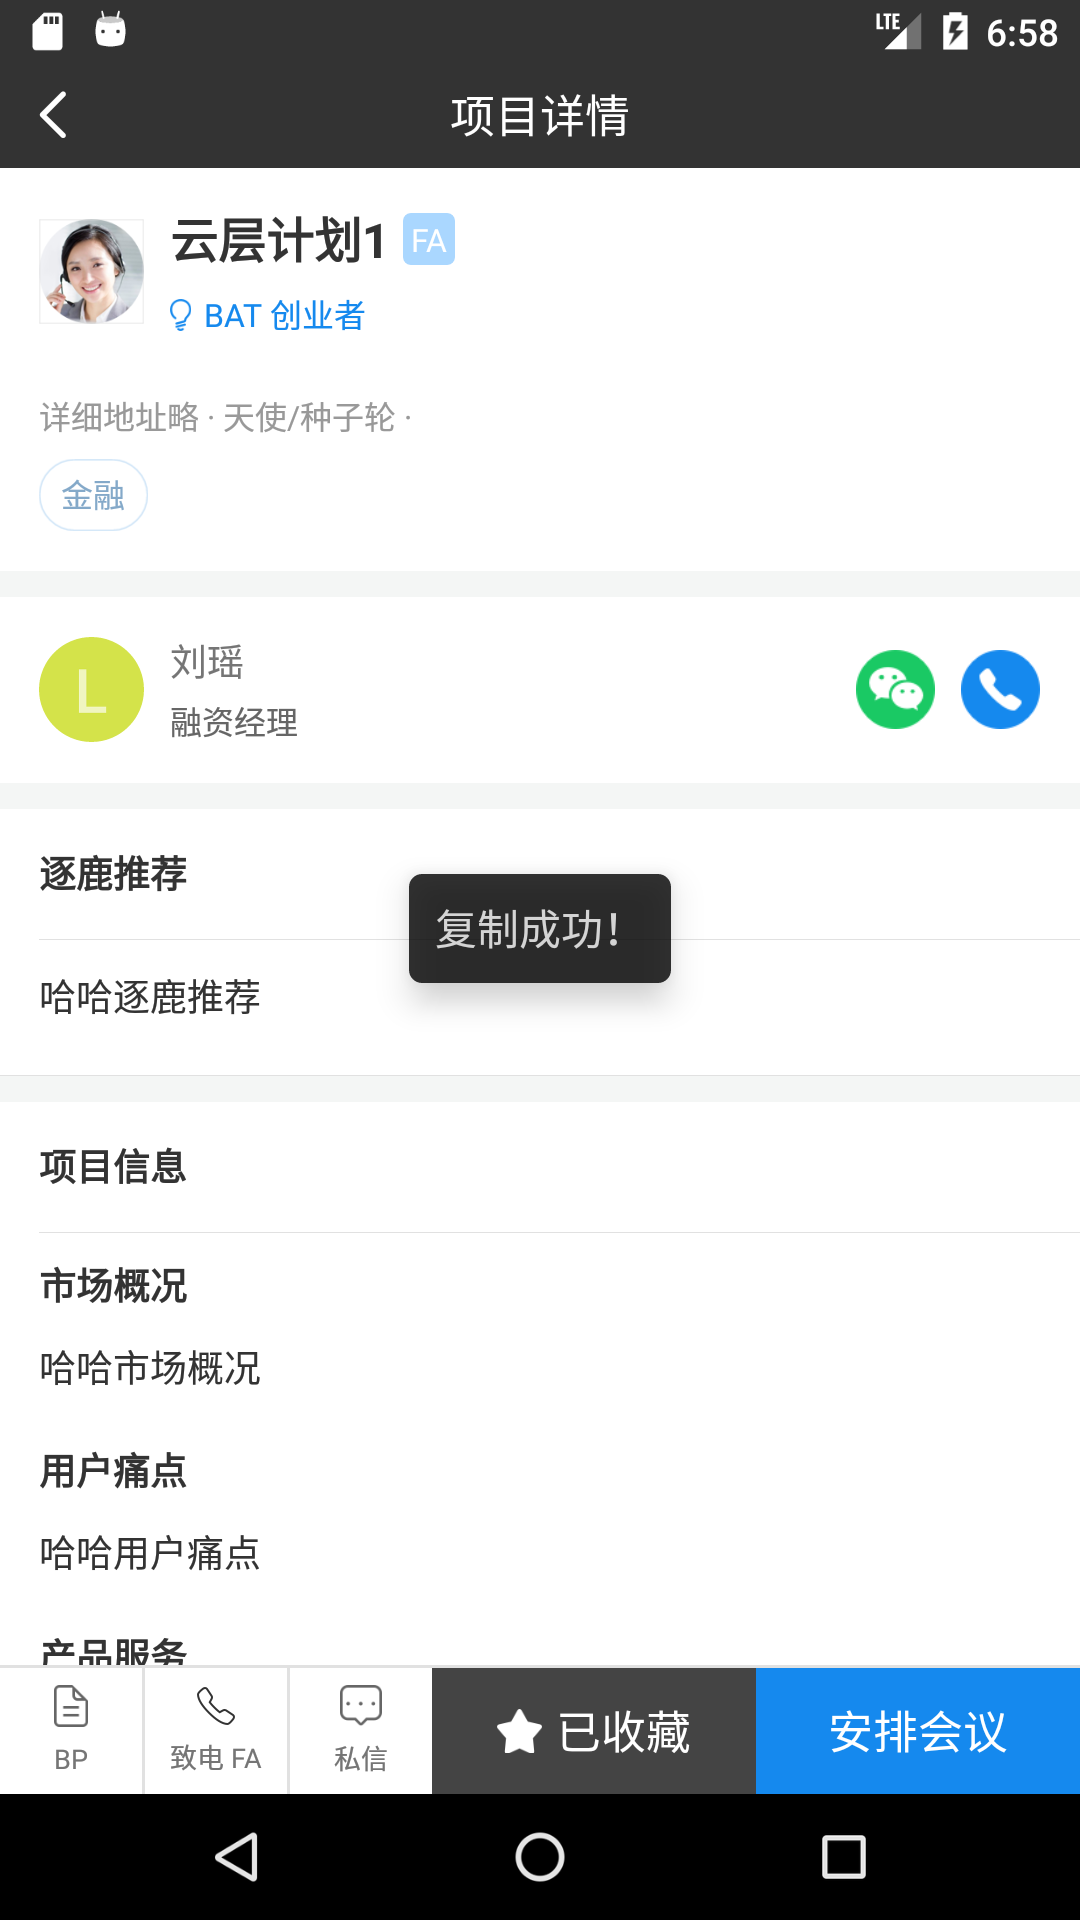 LTE 6:58
项目详情
云层计划1 FA
BAT 创业者
详细地址略 · 天使/种子轮 ·
金融
L 刘瑶
融资经理
逐鹿推荐
复制成功！
哈哈逐鹿推荐
项目信息
市场概况
哈哈市场概况
用户痛点
哈哈用户痛点
产品服务
BP 致电 FA 私信 已收藏 安排会议